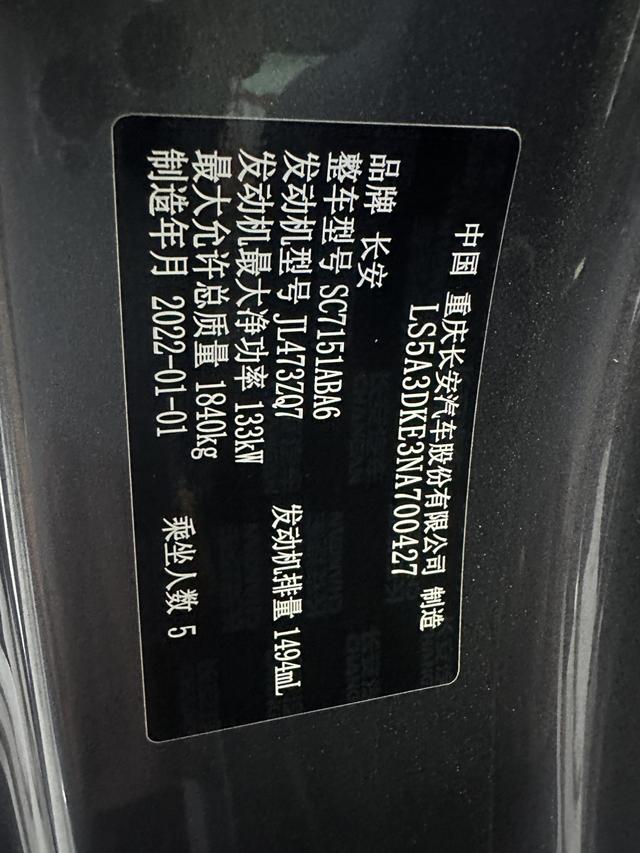 中国 重庆长安汽车股份有限公司 制造
LS5A3DKE3NA700427
品牌 长安
整车型号 SC7151ABA6
发动机型号 JL473ZQ7 发动机排量 1494mL
发动机最大净功率 133kW
最大允许总质量 1840kg
制造年月 2022-01-01 乘坐人数 5